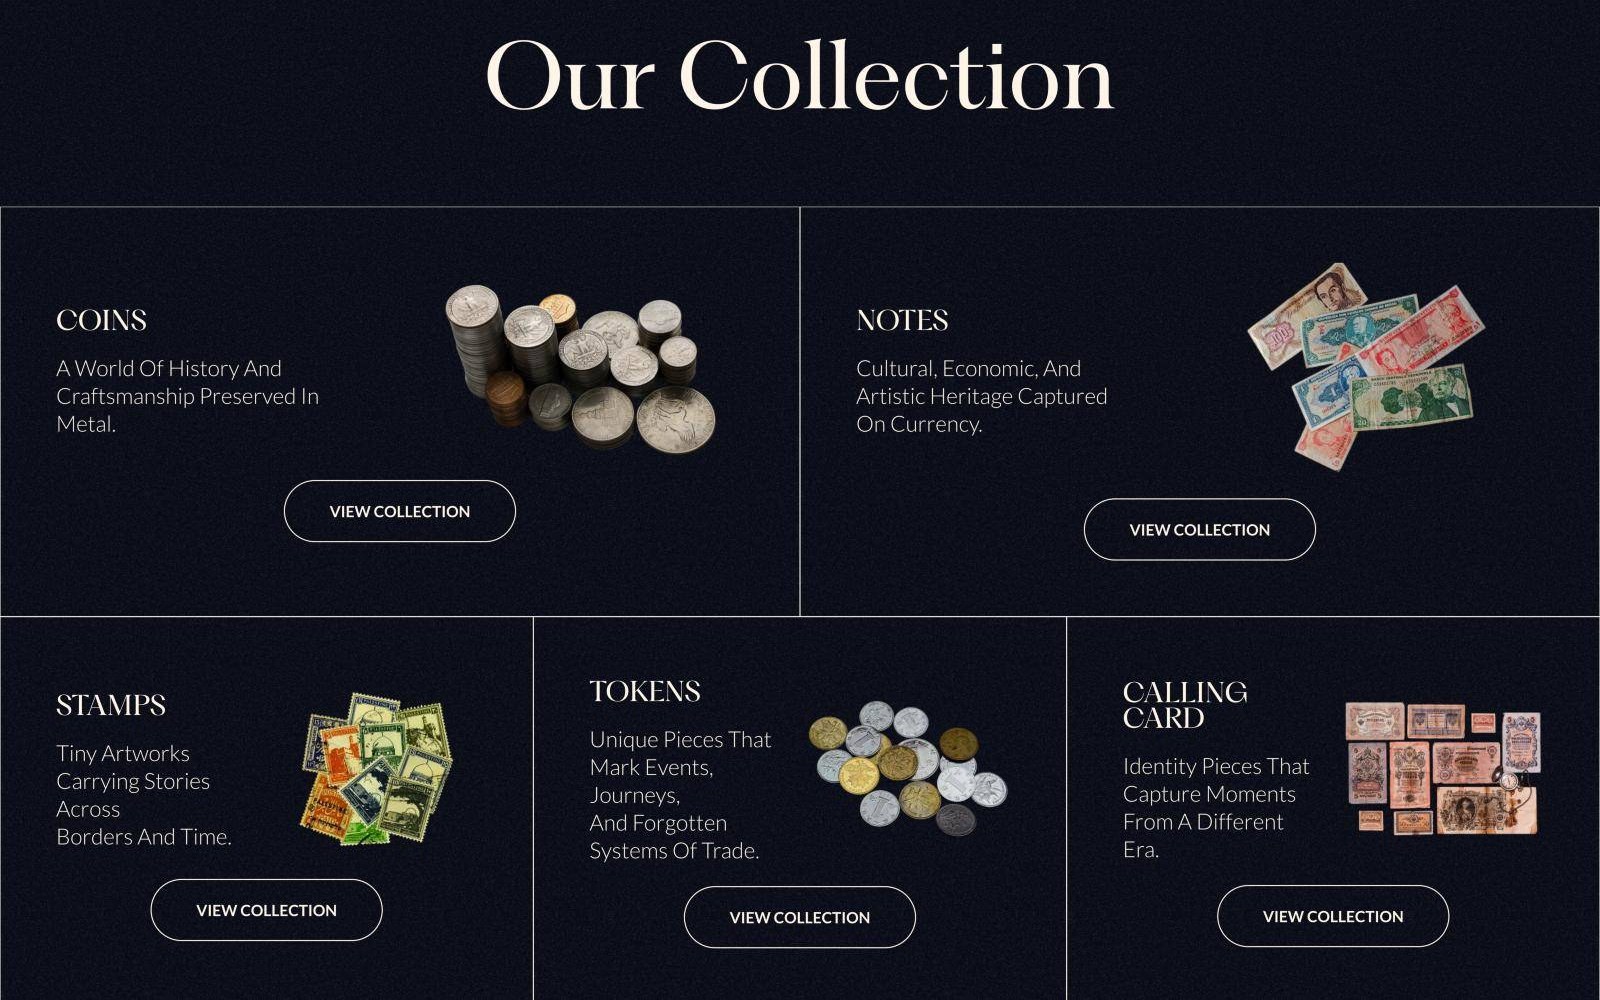 Our Collection
COINS
A World Of History And
Craftsmanship Preserved In
Metal.
VIEW COLLECTION
NOTES
Cultural, Economic, And
Artistic Heritage Captured
On Currency.
VIEW COLLECTION
STAMPS
Tiny Artworks
Carrying Stories
Across
Borders And Time.
VIEW COLLECTION
TOKENS
Unique Pieces That
Mark Events,
Journeys,
And Forgotten
Systems Of Trade.
VIEW COLLECTION
CALLING
CARD
Identity Pieces That
Capture Moments
From A Different
Era.
VIEW COLLECTION